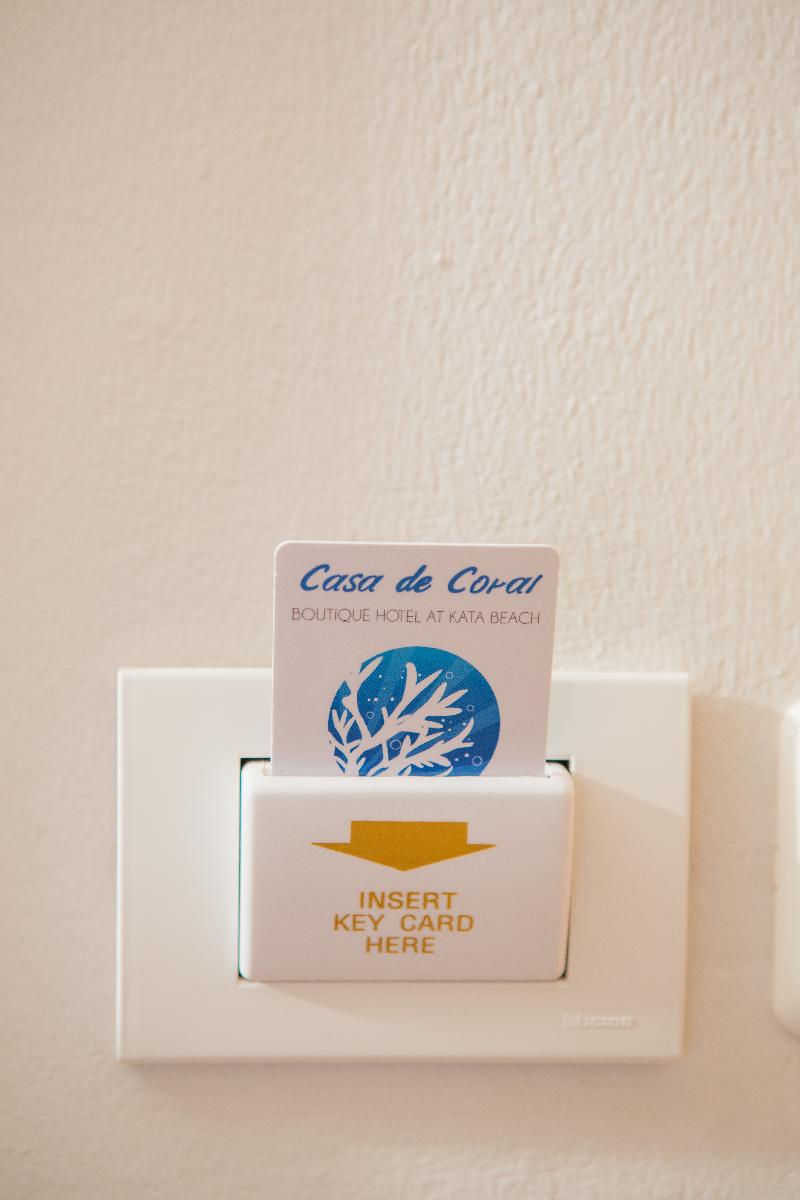 Casa de Coral
BOUTIQUE HOTEL AT KATA BEACH
INSERT
KEY CARD
HERE